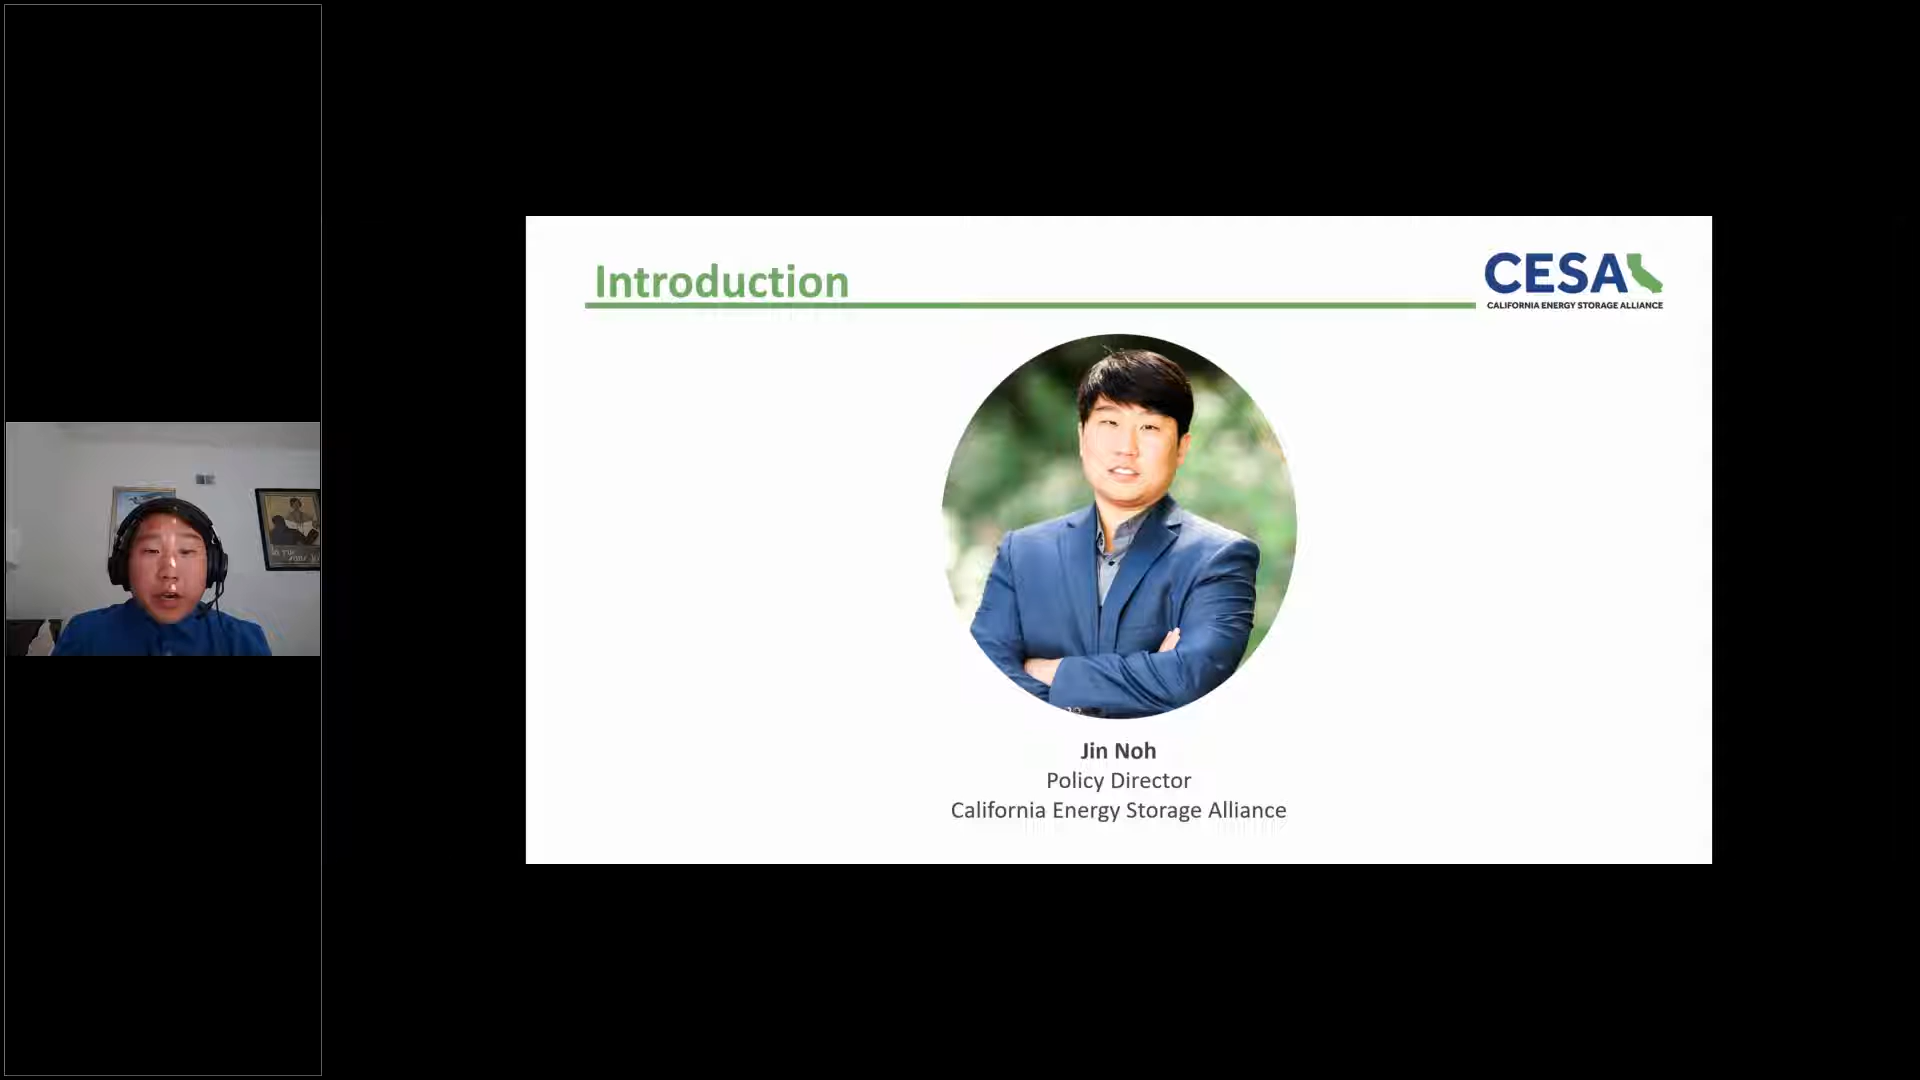 Introduction
CESA
CALIFORNIA ENERGY STORAGE ALLIANCE
Jin Noh
Policy Director
California Energy Storage Alliance